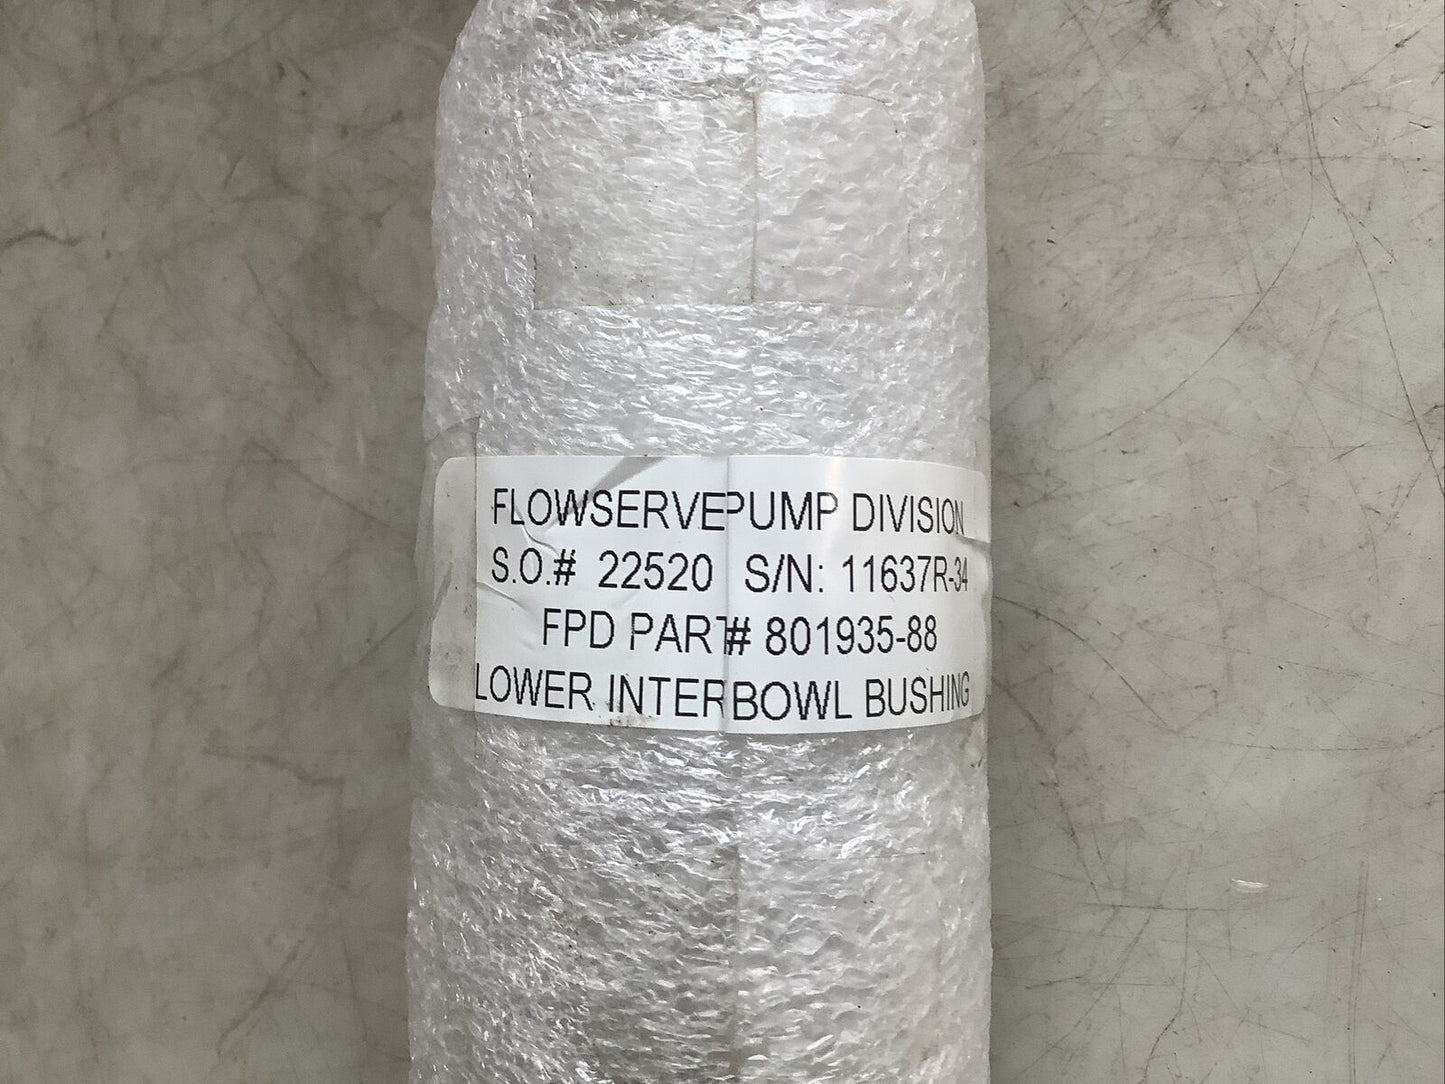 FLOWSERVE PUMP DIVISION
S.O.# 22520 S/N: 11637R-34
FPD PART# 801935-88
LOWER INTERBOWL BUSHING